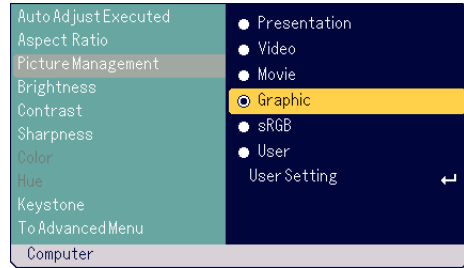 Auto Adjust Executed
Aspect Ratio
Picture Management
Brightness
Contrast
Sharpness
Color
Hue
Keystone
To Advanced Menu
Presentation
Video
Movie
Graphic
sRGB
User
User Setting
Computer